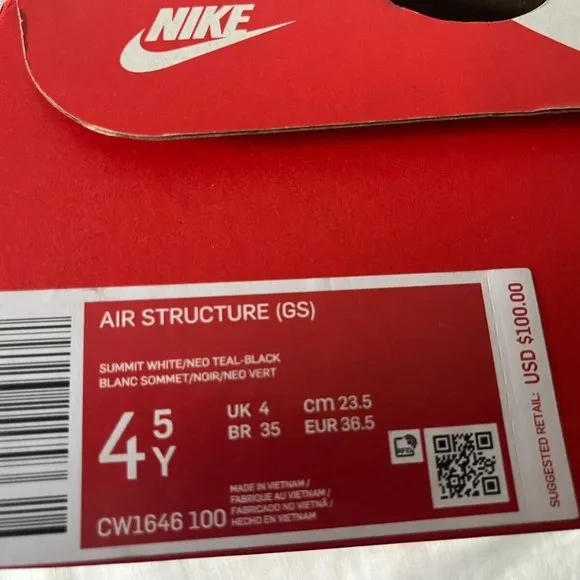 NIKE
AIR STRUCTURE (GS)
SUMMIT WHITE/NEO TEAL-BLACK
BLANC SOMMET/NOIR/NEO VERT
4 5 Y
UK 4 cm 23.5
BR 35 EUR 36.5
RFID
MADE IN VIETNAM /
FABRIQUE AU VIETNAM /
FABRICADO NO VIETNÃ /
HECHO EN VIETNAM
CW1646 100
SUGGESTED RETAIL: USD $100.00